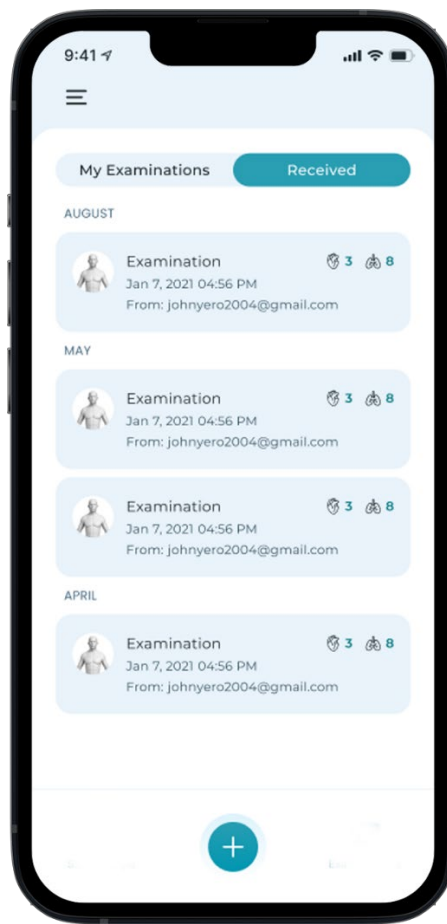 9:41
My Examinations Received
AUGUST
Examination 3 8
Jan 7, 2021 04:56 PM
From: johnyero2004@gmail.com
MAY
Examination 3 8
Jan 7, 2021 04:56 PM
From: johnyero2004@gmail.com
Examination 3 8
Jan 7, 2021 04:56 PM
From: johnyero2004@gmail.com
APRIL
Examination 3 8
Jan 7, 2021 04:56 PM
From: johnyero2004@gmail.com